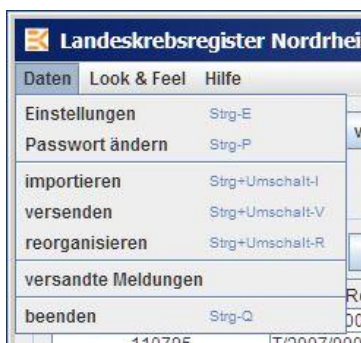 Landeskrebsregister Nordrhei
Daten Look & Feel Hilfe
Einstellungen Strg-E
Passwort ändern Strg-P
importieren Strg+Umschalt-I
versenden Strg+Umschalt-V
reorganisieren Strg+Umschalt-R
versandte Meldungen
beenden Strg-Q